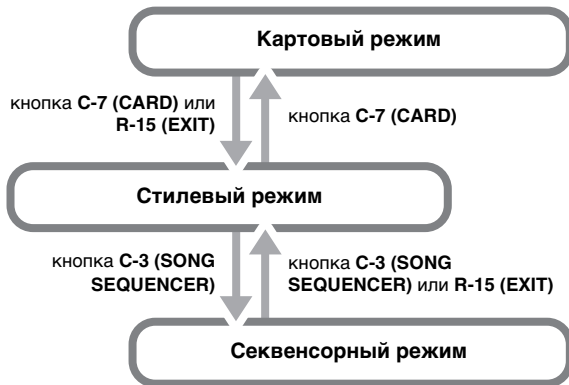 Картовый режим
кнопка C-7 (CARD) или
R-15 (EXIT)
кнопка C-7 (CARD)
Стилевый режим
кнопка C-3 (SONG
SEQUENCER)
кнопка C-3 (SONG
SEQUENCER) или R-15 (EXIT)
Секвенсорный режим